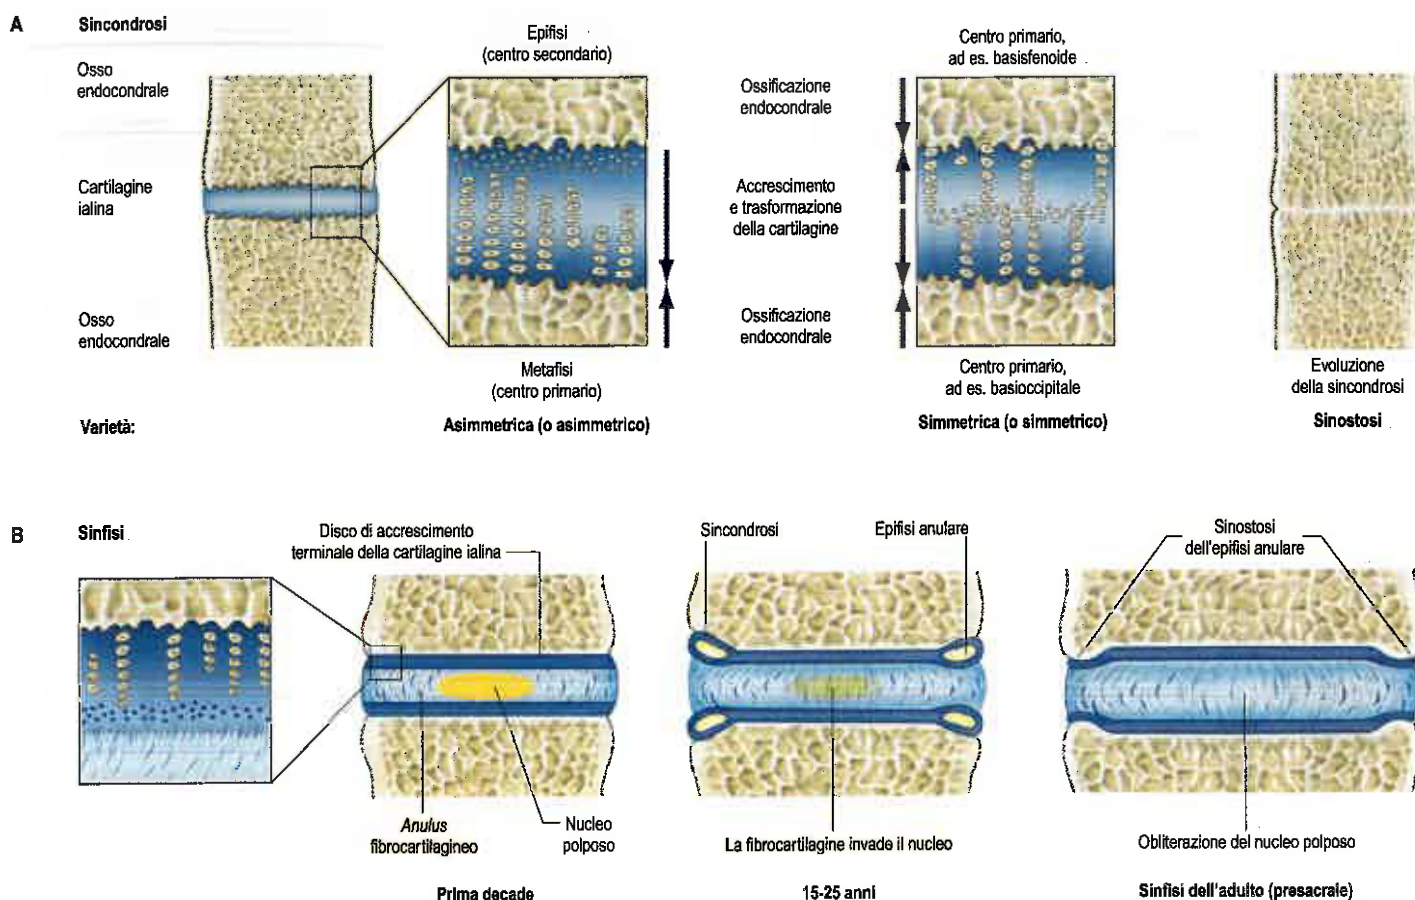 A
Sincondrosi
Osso
endocondrale
Cartilagine
ialina
Osso
endocondrale
Epifisi
(centro secondario)
Metafisi
(centro primario)
Ossificazione
endocondrale
Accrescimento
e trasformazione
della cartilagine
Ossificazione
endocondrale
Centro primario,
ad es. basisfenoide
Centro primario,
ad es. basioccipitale
Evoluzione
della sincondrosi
Varietà:
Asimmetrica (o asimmetrico)
Simmetrica (o simmetrico)
Sinostosi
B
Sinfisi
Disco di accrescimento
terminale della cartilagine ialina
Anulus
fibrocartilagineo
Nucleo
polposo
Prima decade
Sincondrosi
Epifisi anulare
La fibrocartilagine invade il nucleo
15-25 anni
Sinostosi
dell'epifisi anulare
Obliterazione del nucleo polposo
Sinfisi dell'adulto (presacrale)